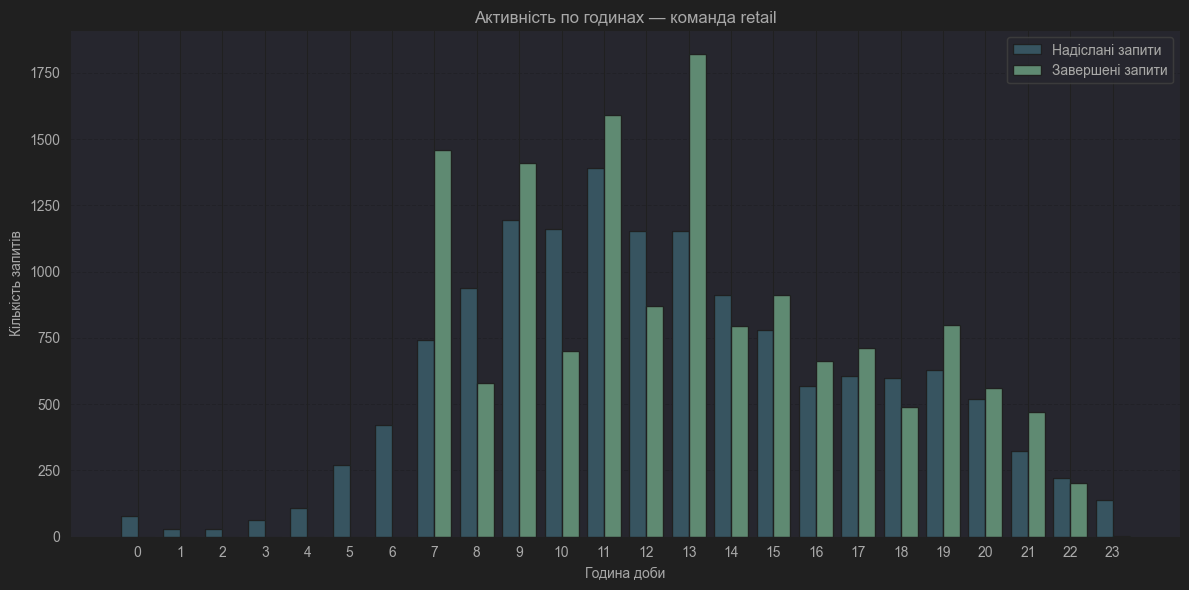 Активність по годинах — команда retail
Надіслані запити
Завершені запити
Кількість запитів
1750
1500
1250
1000
750
500
250
0
0 1 2 3 4 5 6 7 8 9 10 11 12 13 14 15 16 17 18 19 20 21 22 23
Година доби